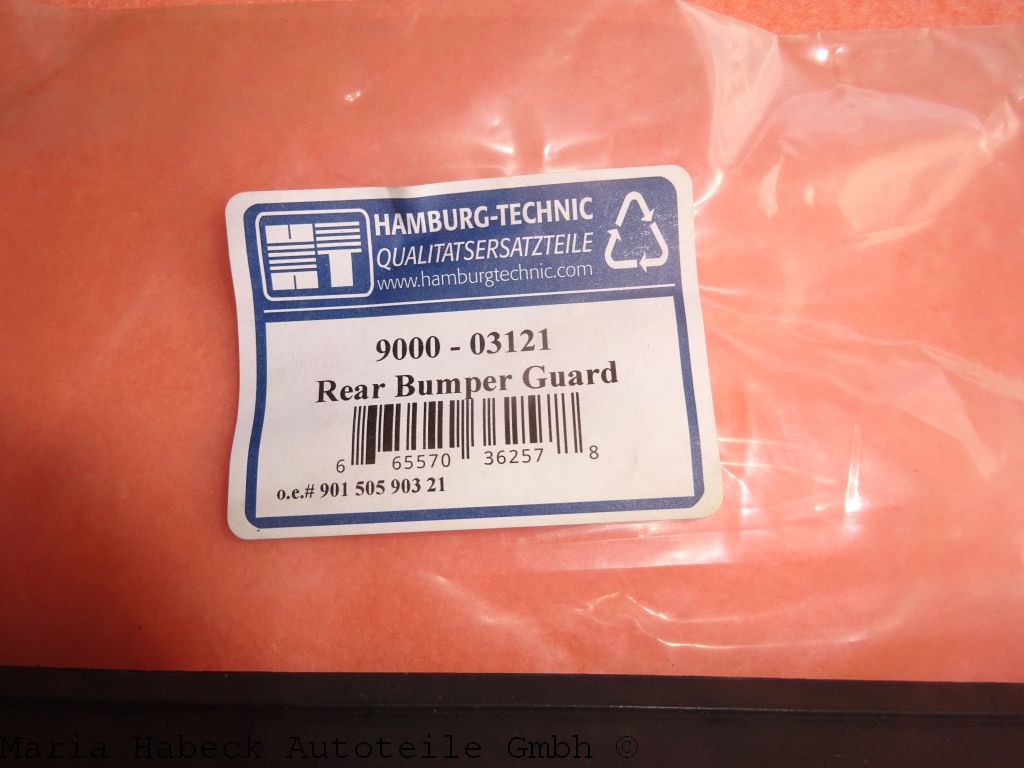 HT
HAMBURG-TECHNIC
QUALITATSERSATZTEILE
www.hamburgtechnic.com
9000 - 03121
Rear Bumper Guard
6 65570 36257 8
o.e.# 901 505 903 21
Maria Habeck Autoteile Gmbh ©